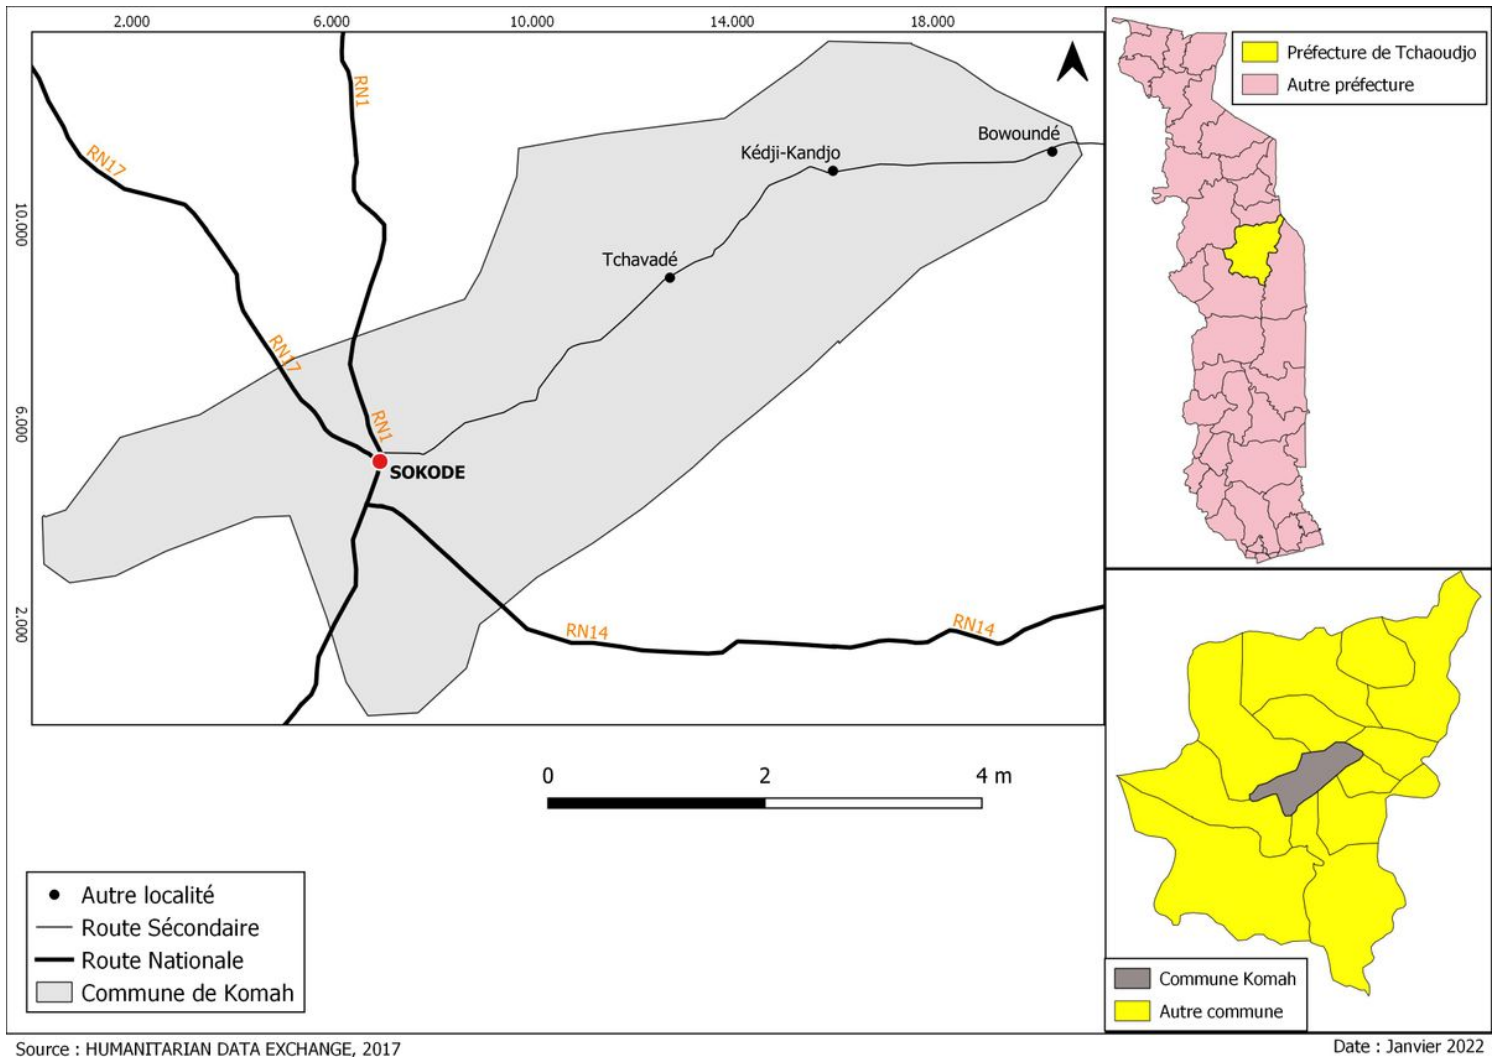 2.000 6.000 10.000 14.000 18.000
10.000
6.000
2.000
RN1
RN17
Bowoundé
Kédji-Kandjo
Tchavadé
RN17
RN1
SOKODE
RN14
RN14
0 2 4 m
Autre localité
Route Sécondaire
Route Nationale
Commune de Komah
Préfecture de Tchaoudjo
Autre préfecture
Commune Komah
Autre commune
Source : HUMANITARIAN DATA EXCHANGE, 2017
Date : Janvier 2022